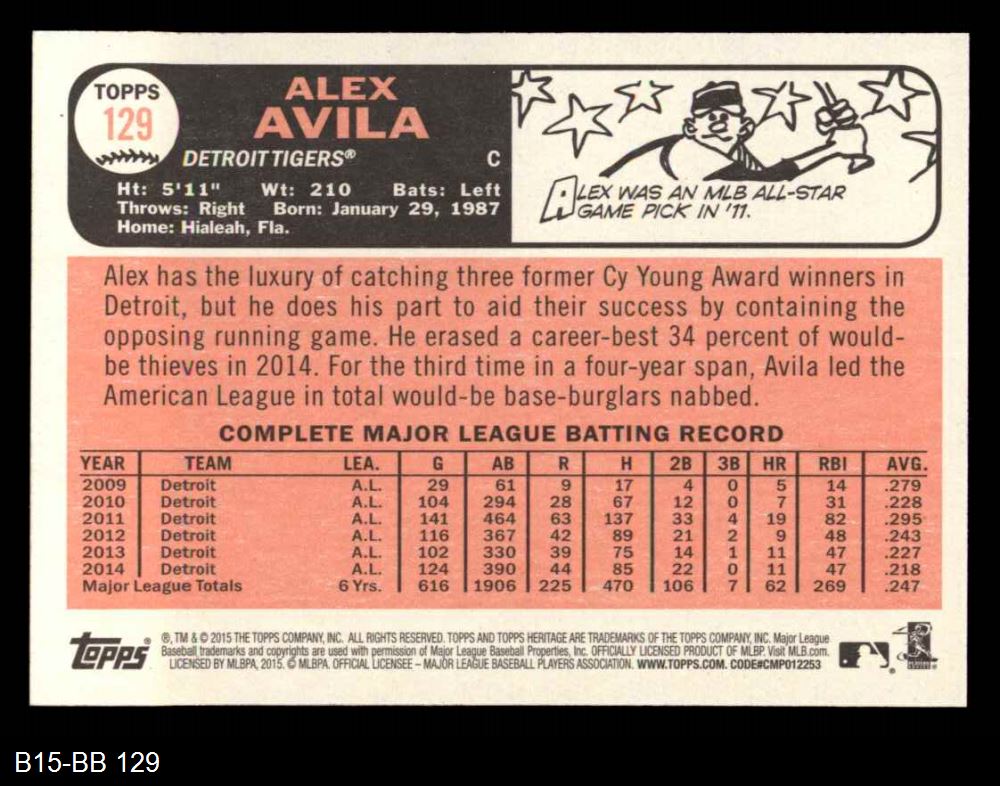 TOPPS
129
ALEX
AVILA
DETROIT TIGERS® C
Ht: 5'11" Wt: 210 Bats: Left
Throws: Right Born: January 29, 1987
Home: Hialeah, Fla.
ALEX WAS AN MLB ALL-STAR
GAME PICK IN '11.
Alex has the luxury of catching three former Cy Young Award winners in
Detroit, but he does his part to aid their success by containing the
opposing running game. He erased a career-best 34 percent of would-
be thieves in 2014. For the third time in a four-year span, Avila led the
American League in total would-be base-burglars nabbed.
COMPLETE MAJOR LEAGUE BATTING RECORD
YEAR TEAM LEA. G AB R H 2B 3B HR RBI AVG.
2009 Detroit A.L. 29 61 9 17 4 0 5 14 .279
2010 Detroit A.L. 104 294 28 67 12 0 7 31 .228
2011 Detroit A.L. 141 464 63 137 33 4 19 82 .295
2012 Detroit A.L. 116 367 42 89 21 2 9 48 .243
2013 Detroit A.L. 102 330 39 75 14 1 11 47 .227
2014 Detroit A.L. 124 390 44 85 22 0 11 47 .218
Major League Totals 6 Yrs. 616 1906 225 470 106 7 62 269 .247
Topps®
®, TM & © 2015 THE TOPPS COMPANY, INC. ALL RIGHTS RESERVED. TOPPS AND TOPPS HERITAGE ARE TRADEMARKS OF THE TOPPS COMPANY, INC. Major League
Baseball trademarks and copyrights are used with permission of Major League Baseball Properties, Inc. OFFICIALLY LICENSED PRODUCT OF MLBP. Visit MLB.com.
LICENSED BY MLBPA, 2015. © MLBPA. OFFICIAL LICENSEE – MAJOR LEAGUE BASEBALL PLAYERS ASSOCIATION. WWW.TOPPS.COM. CODE#CMP012253
B15-BB 129